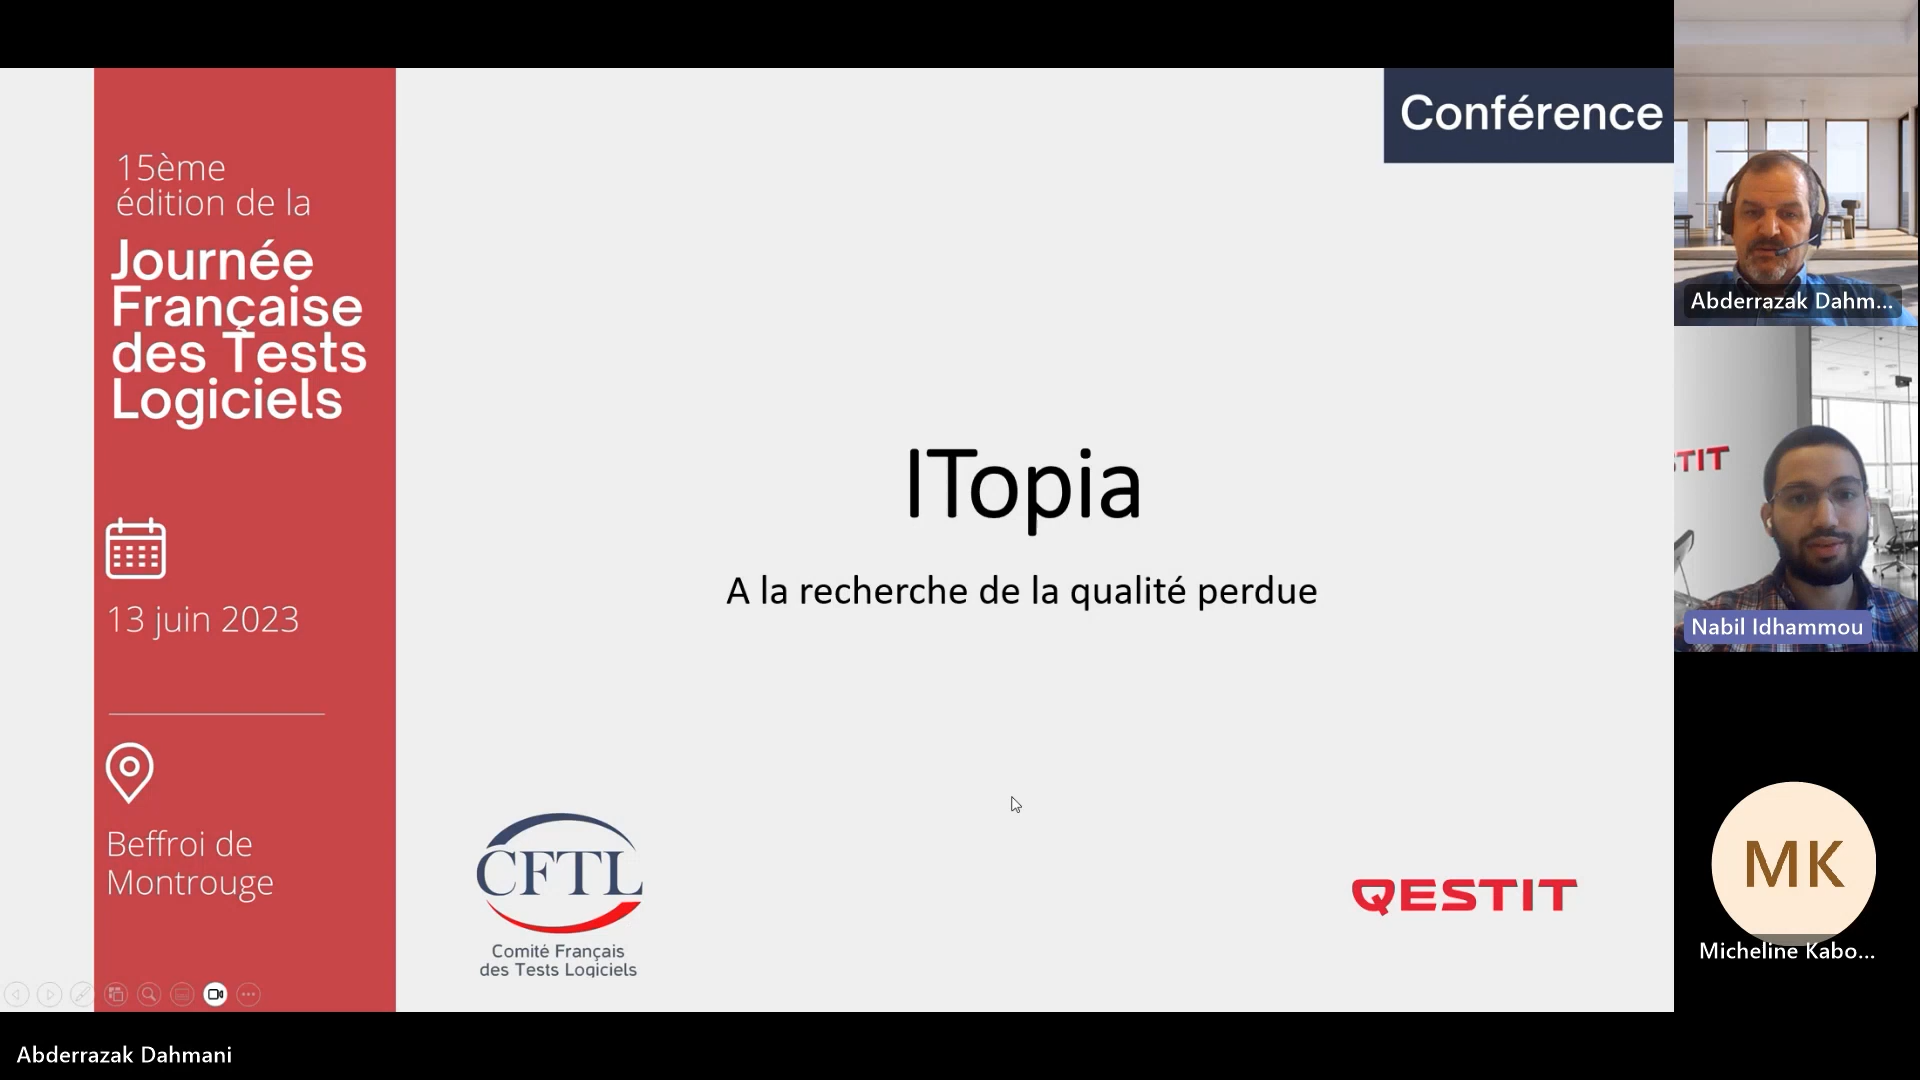 15ème
édition de la
Journée
Française
des Tests
Logiciels
13 juin 2023
Beffroi de
Montrouge
Conférence
ITopia
A la recherche de la qualité perdue
CFTL
Comité Français
des Tests Logiciels
QESTIT
Abderrazak Dahm...
TIT
Nabil Idhammou
MK
Micheline Kabo...
Abderrazak Dahmani